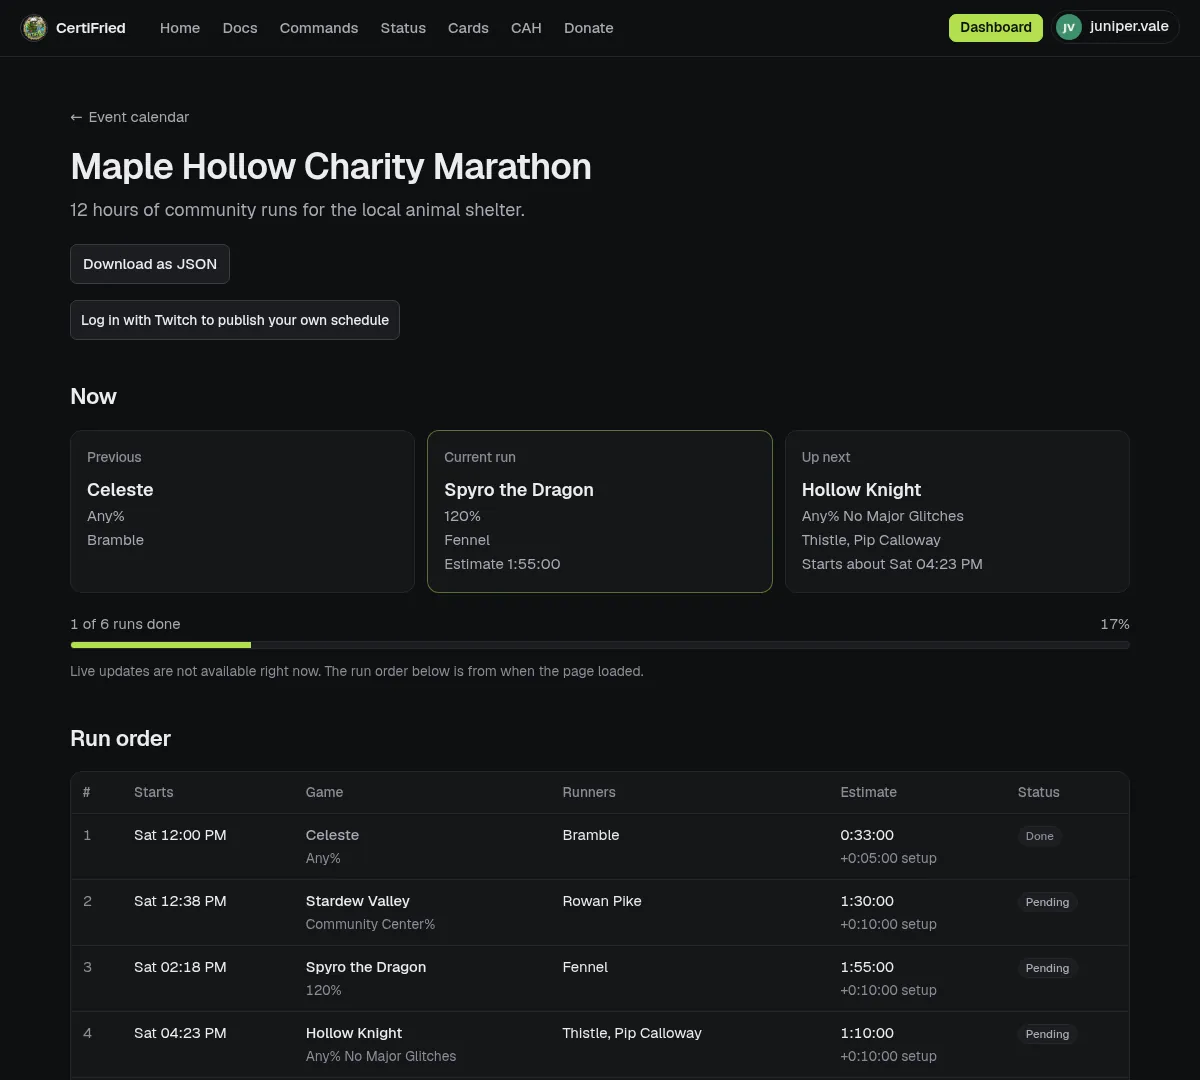 CertiFried Home Docs Commands Status Cards CAH Donate Dashboard JV juniper.vale
← Event calendar
Maple Hollow Charity Marathon
12 hours of community runs for the local animal shelter.
Download as JSON
Log in with Twitch to publish your own schedule
Now
Previous
Celeste
Any%
Bramble
Current run
Spyro the Dragon
120%
Fennel
Estimate 1:55:00
Up next
Hollow Knight
Any% No Major Glitches
Thistle, Pip Calloway
Starts about Sat 04:23 PM
1 of 6 runs done 17%
Live updates are not available right now. The run order below is from when the page loaded.
Run order
# Starts Game Runners Estimate Status
1 Sat 12:00 PM Celeste Bramble 0:33:00 Done
Any% +0:05:00 setup
2 Sat 12:38 PM Stardew Valley Rowan Pike 1:30:00 Pending
Community Center% +0:10:00 setup
3 Sat 02:18 PM Spyro the Dragon Fennel 1:55:00 Pending
120% +0:10:00 setup
4 Sat 04:23 PM Hollow Knight Thistle, Pip Calloway 1:10:00 Pending
Any% No Major Glitches +0:10:00 setup